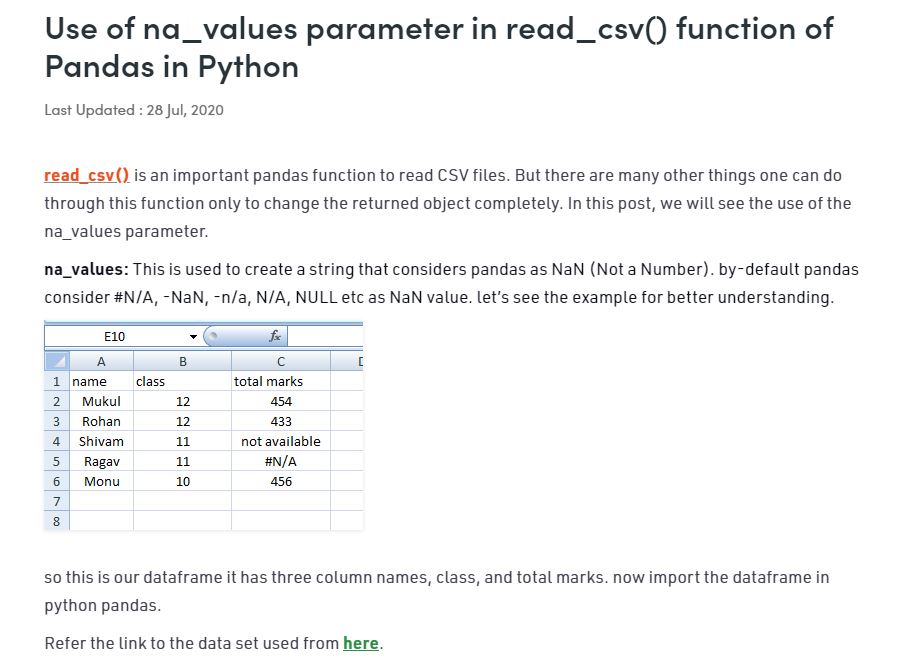 Use of na_values parameter in read_csv() function of
Pandas in Python
Last Updated : 28 Jul, 2020
read_csv() is an important pandas function to read CSV files. But there are many other things one can do
through this function only to change the returned object completely. In this post, we will see the use of the
na_values parameter.
na_values: This is used to create a string that considers pandas as NaN (Not a Number). by-default pandas
consider #N/A, -NaN, -n/a, N/A, NULL etc as NaN value. let's see the example for better understanding.
E10 fx
A B C D
1 name class total marks
2 Mukul 12 454
3 Rohan 12 433
4 Shivam 11 not available
5 Ragav 11 #N/A
6 Monu 10 456
7
8
so this is our dataframe it has three column names, class, and total marks. now import the dataframe in
python pandas.
Refer the link to the data set used from here.